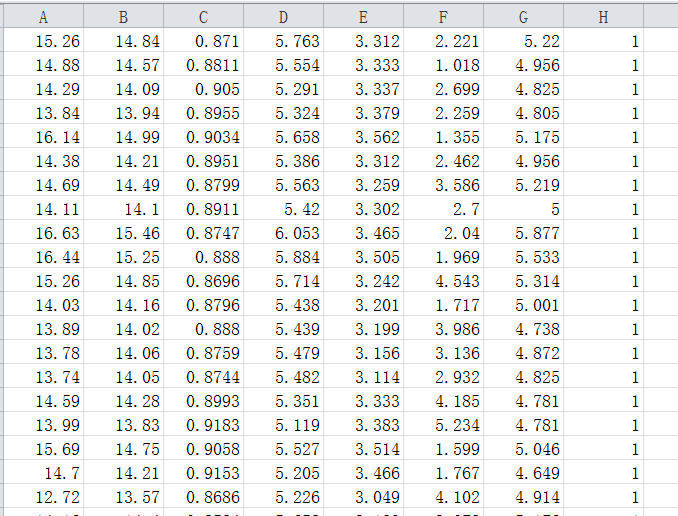 A B C D E F G H
15.26 14.84 0.871 5.763 3.312 2.221 5.22 1
14.88 14.57 0.8811 5.554 3.333 1.018 4.956 1
14.29 14.09 0.905 5.291 3.337 2.699 4.825 1
13.84 13.94 0.8955 5.324 3.379 2.259 4.805 1
16.14 14.99 0.9034 5.658 3.562 1.355 5.175 1
14.38 14.21 0.8951 5.386 3.312 2.462 4.956 1
14.69 14.49 0.8799 5.563 3.259 3.586 5.219 1
14.11 14.1 0.8911 5.42 3.302 2.7 5 1
16.63 15.46 0.8747 6.053 3.465 2.04 5.877 1
16.44 15.25 0.888 5.884 3.505 1.969 5.533 1
15.26 14.85 0.8696 5.714 3.242 4.543 5.314 1
14.03 14.16 0.8796 5.438 3.201 1.717 5.001 1
13.89 14.02 0.888 5.439 3.199 3.986 4.738 1
13.78 14.06 0.8759 5.479 3.156 3.136 4.872 1
13.74 14.05 0.8744 5.482 3.114 2.932 4.825 1
14.59 14.28 0.8993 5.351 3.333 4.185 4.781 1
13.99 13.83 0.9183 5.119 3.383 5.234 4.781 1
15.69 14.75 0.9058 5.527 3.514 1.599 5.046 1
14.7 14.21 0.9153 5.205 3.466 1.767 4.649 1
12.72 13.57 0.8686 5.226 3.049 4.102 4.914 1